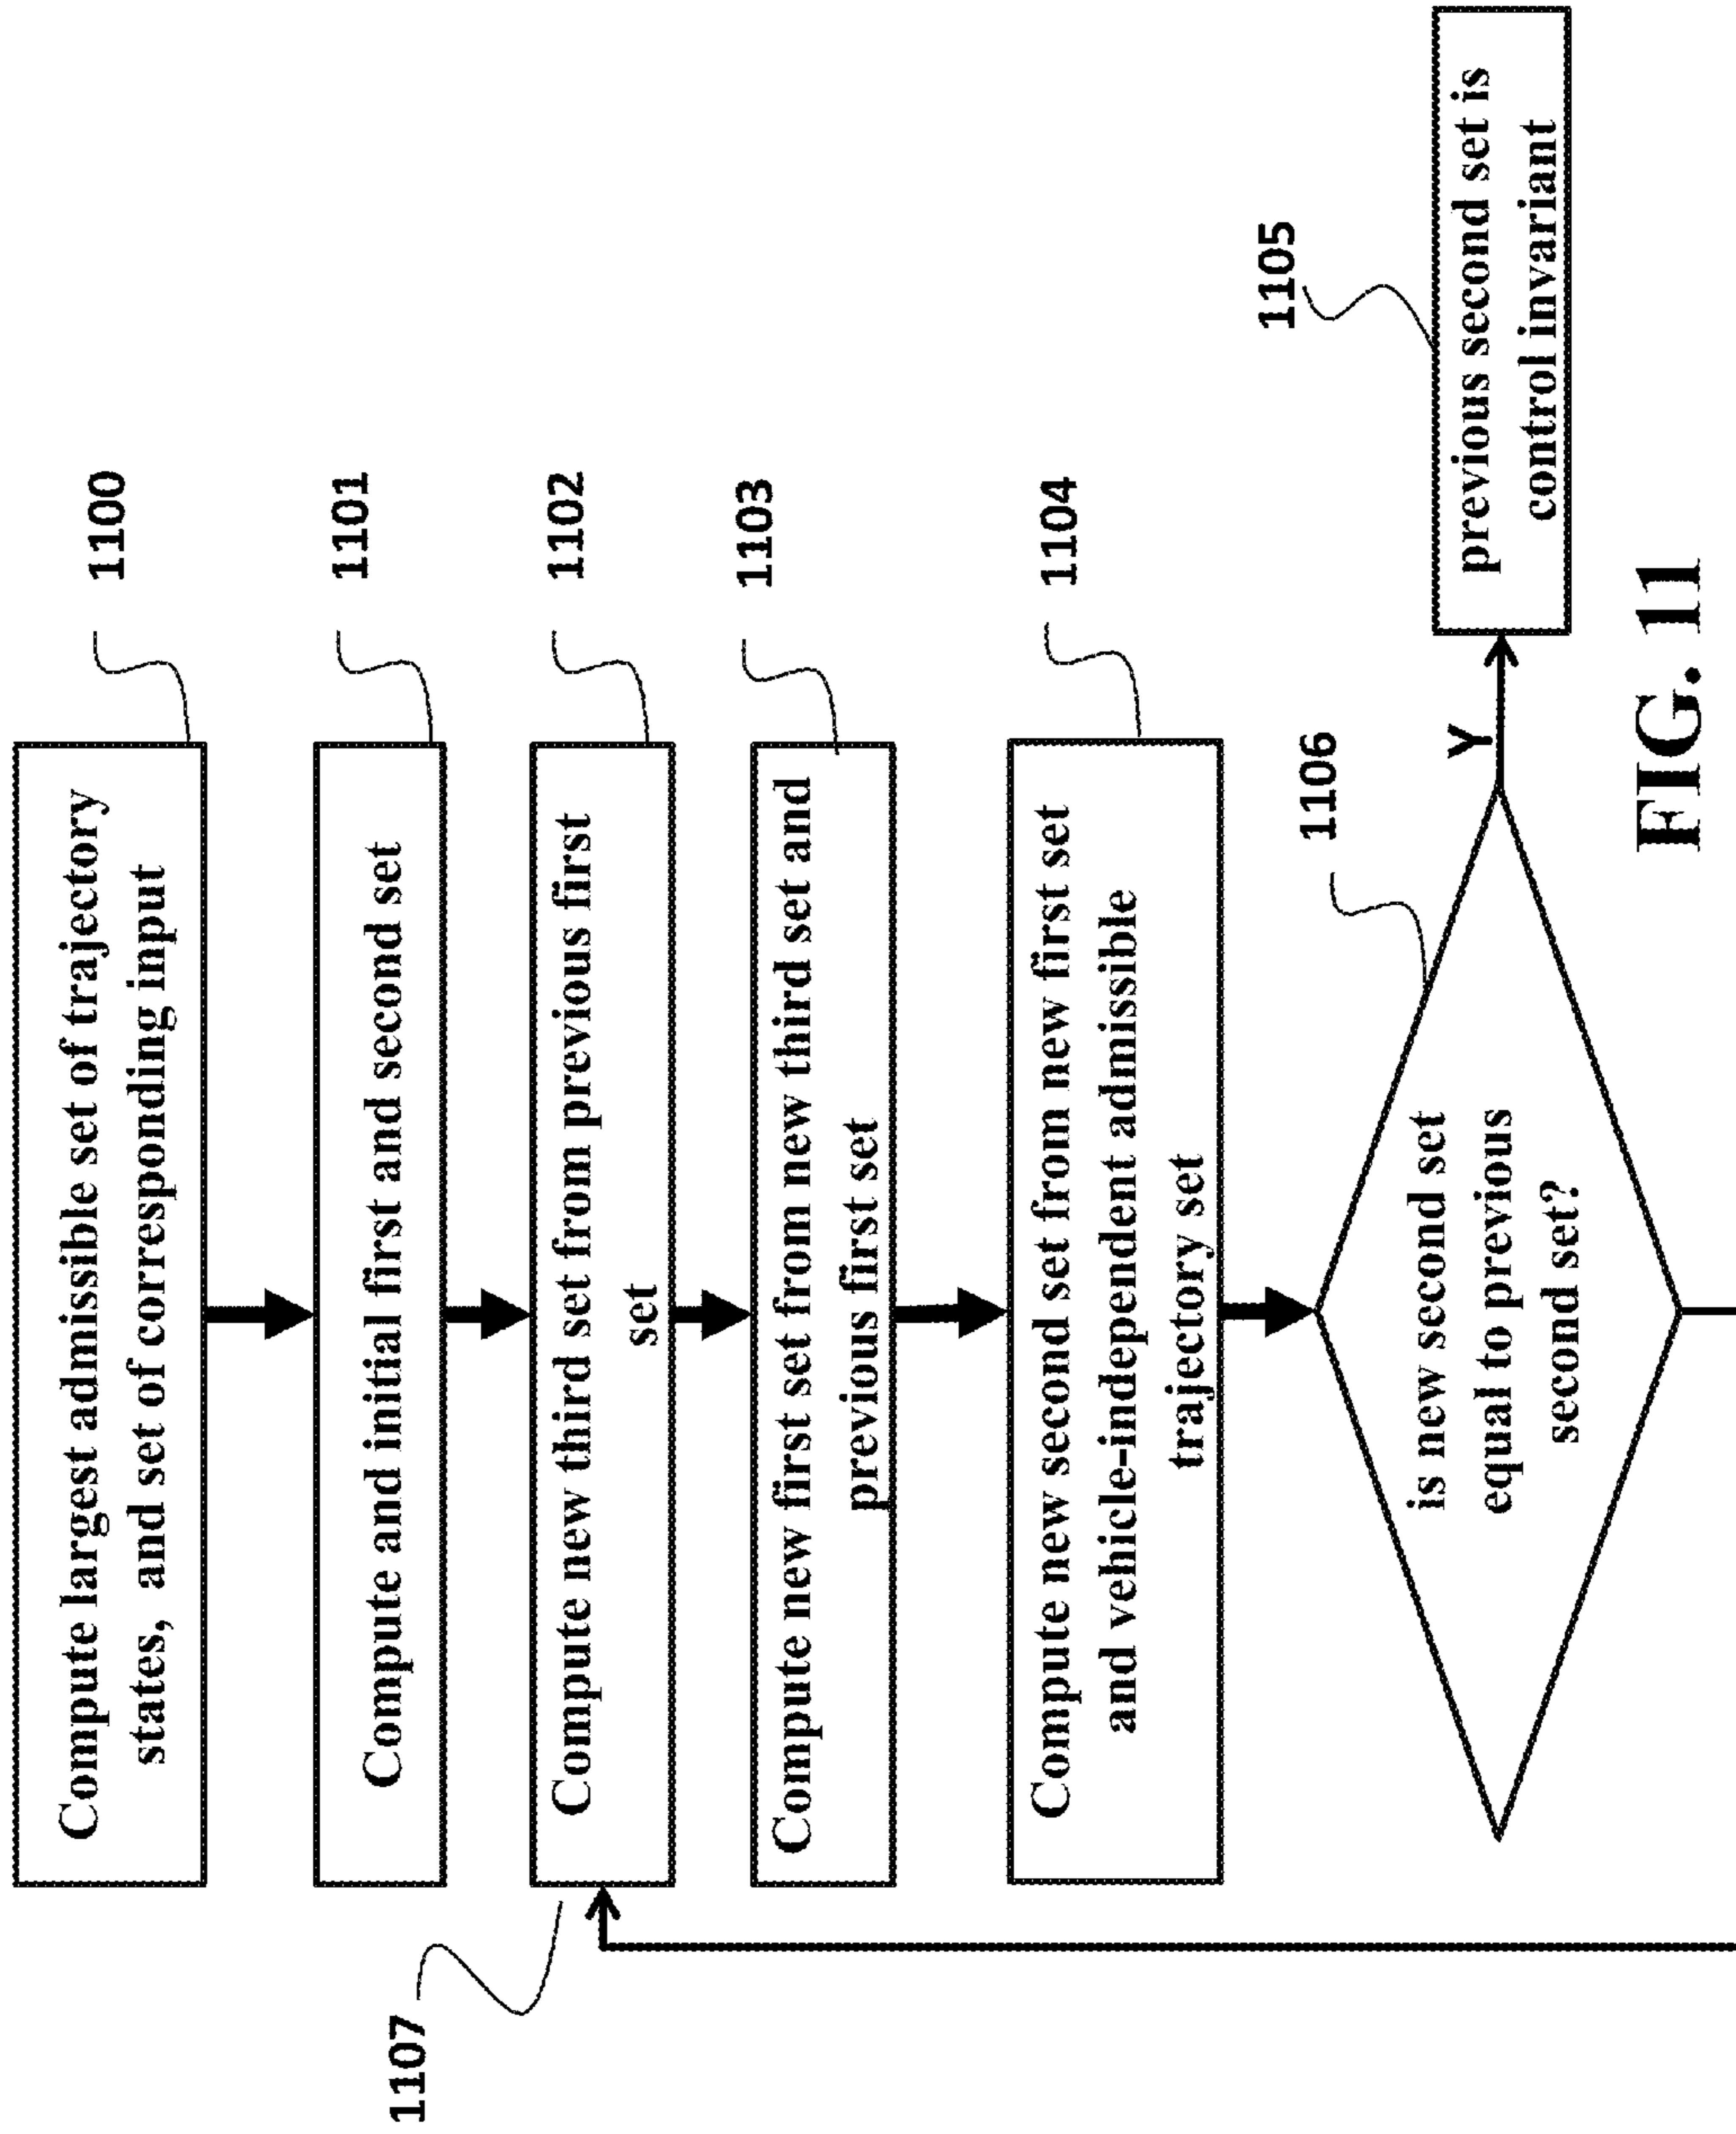 Compute largest admissible set of trajectory
states, and set of corresponding input
1100
Compute and initial first and second set
1101
Compute new third set from previous first
set
1102
1107
Compute new first set from new third set and
previous first set
1103
Compute new second set from new first set
and vehicle-independent admissible
trajectory set
1104
is new second set
equal to previous
second set?
1106
Y
previous second set is
control invariant
1105
FIG. 11